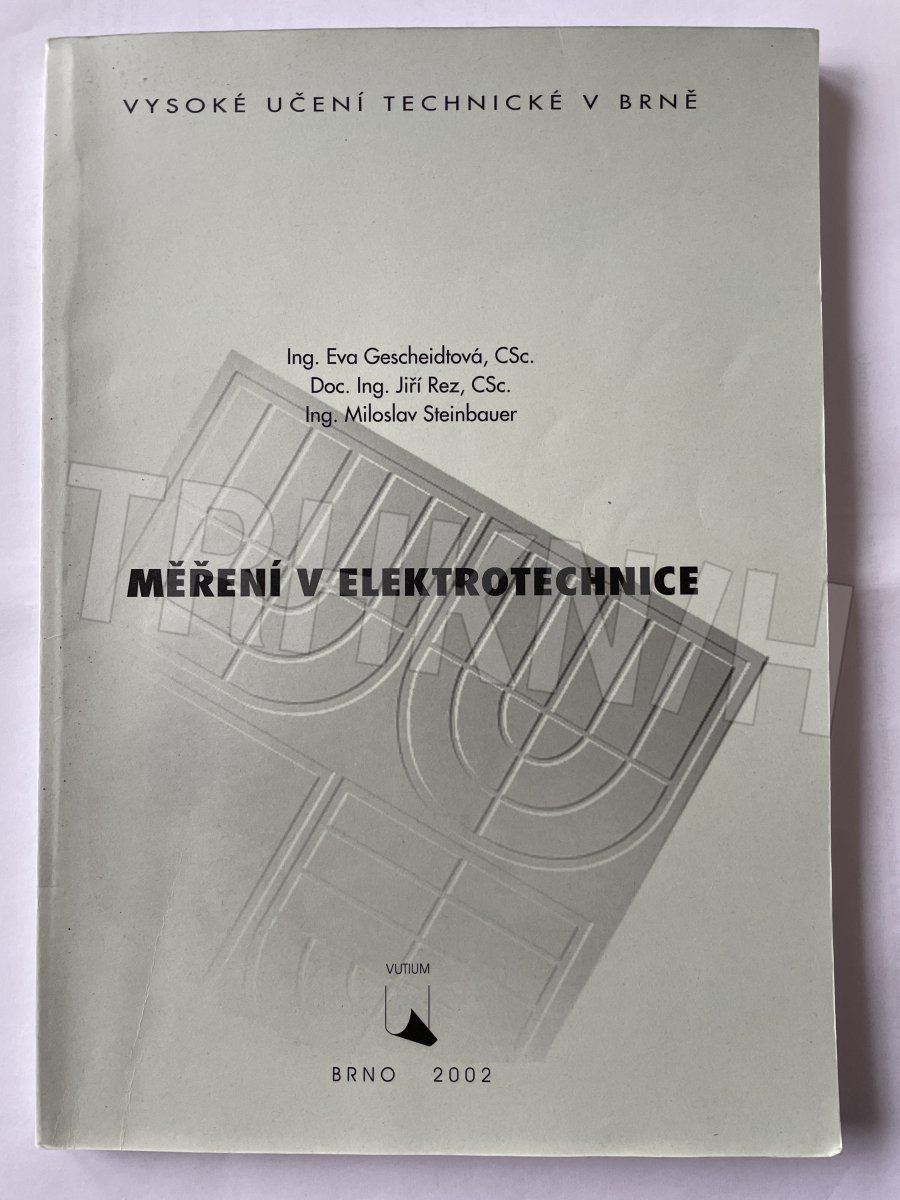 VYSOKÉ UČENÍ TECHNICKÉ V BRNĚ
Ing. Eva Gescheidtová, CSc.
Doc. Ing. Jiří Rez, CSc.
Ing. Miloslav Steinbauer
TRHKNIH
MĚŘENÍ V ELEKTROTECHNICE
VUTIUM
BRNO 2002